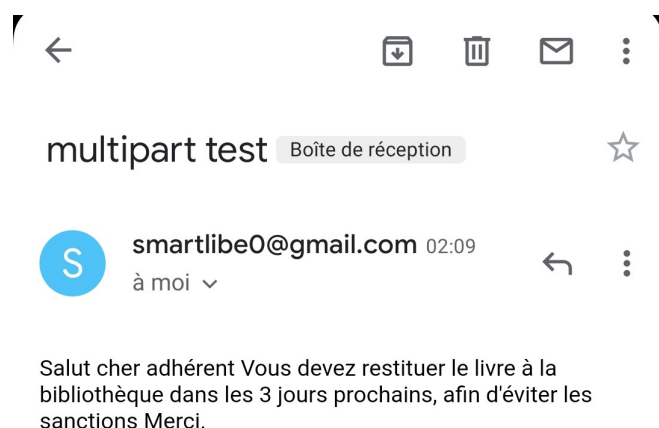 multipart test Boîte de réception
S smartlibe0@gmail.com 02:09
à moi
Salut cher adhérent Vous devez restituer le livre à la
bibliothèque dans les 3 jours prochains, afin d'éviter les
sanctions Merci.